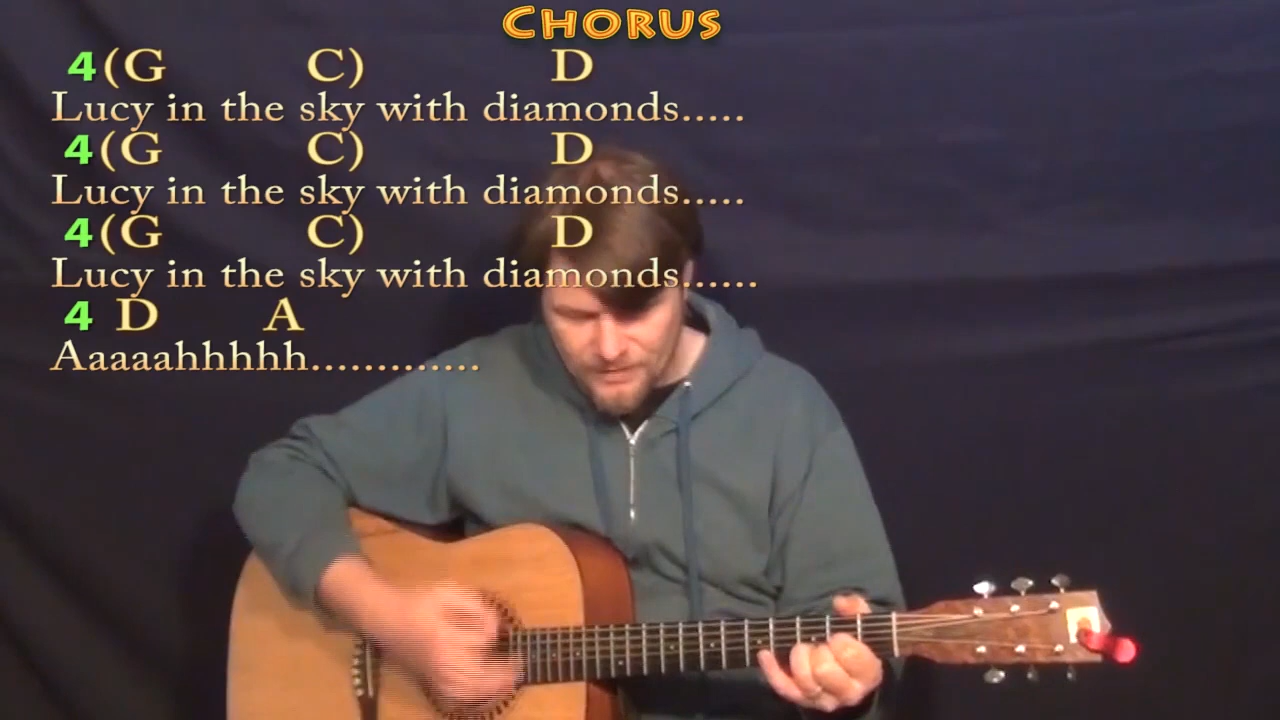 CHORUS
4 (G C) D
Lucy in the sky with diamonds.....
4 (G C) D
Lucy in the sky with diamonds.....
4 (G C) D
Lucy in the sky with diamonds......
4 D A
Aaaaahhhhh.............